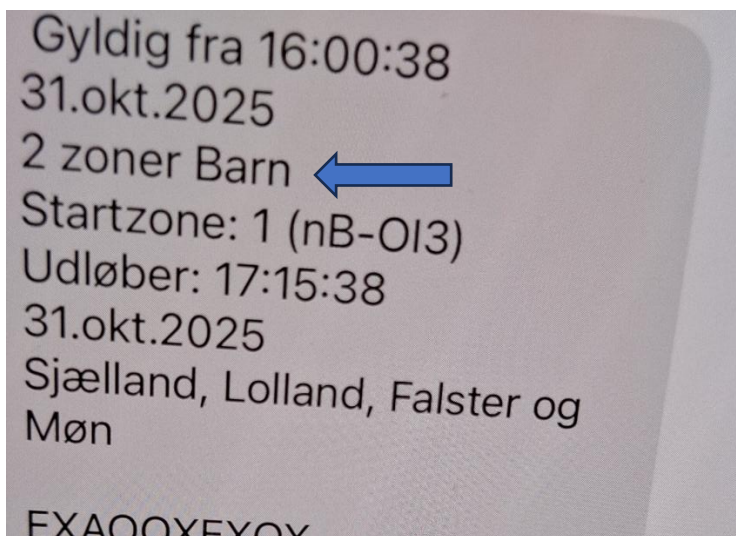 Gyldig fra 16:00:38
31.okt.2025
2 zoner Barn
Startzone: 1 (nB-OI3)
Udløber: 17:15:38
31.okt.2025
Sjælland, Lolland, Falster og
Møn